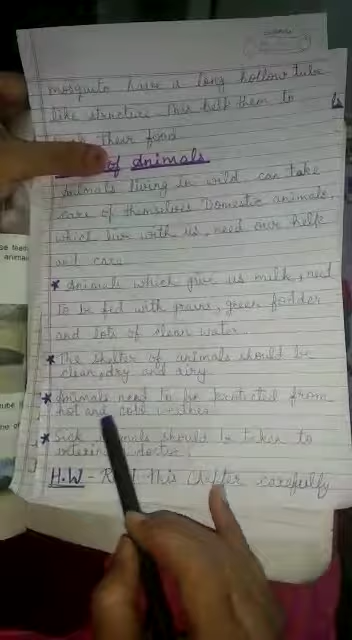 mosquito have a long hollow tube
like structure this help them to
their food
of Animals
Animals living in wild can take
care of themselves Domestic animals,
which live with us, need our help
and care
* Animals which give us milk, need
to be fed with grains, green fodder
and lots of clean water
* The shelter of animals should be
clean, dry and airy
* Animals need to be protected from
hot and cold
* Sick animals should be taken to
doctor.
H.W - Read this Chapter carefully